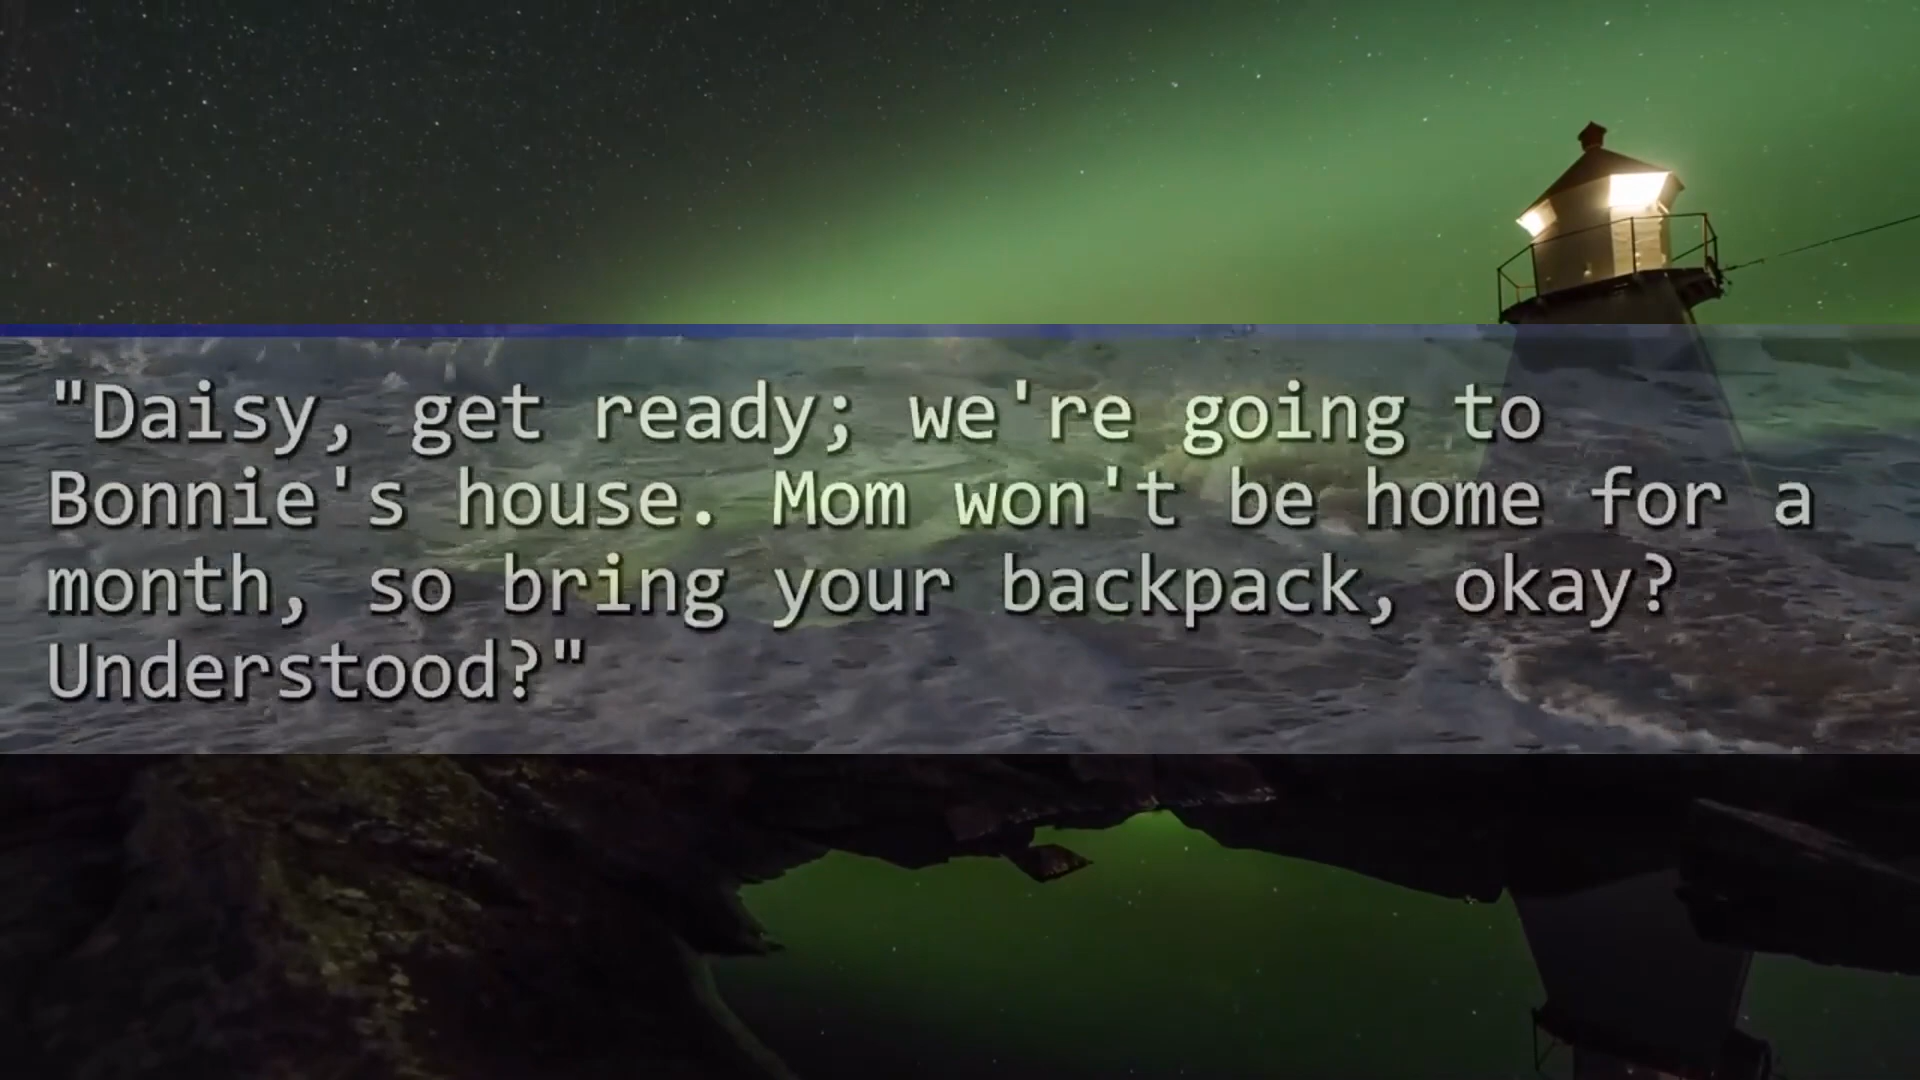 "Daisy, get ready; we're going to
Bonnie's house. Mom won't be home for a
month, so bring your backpack, okay?
Understood?"